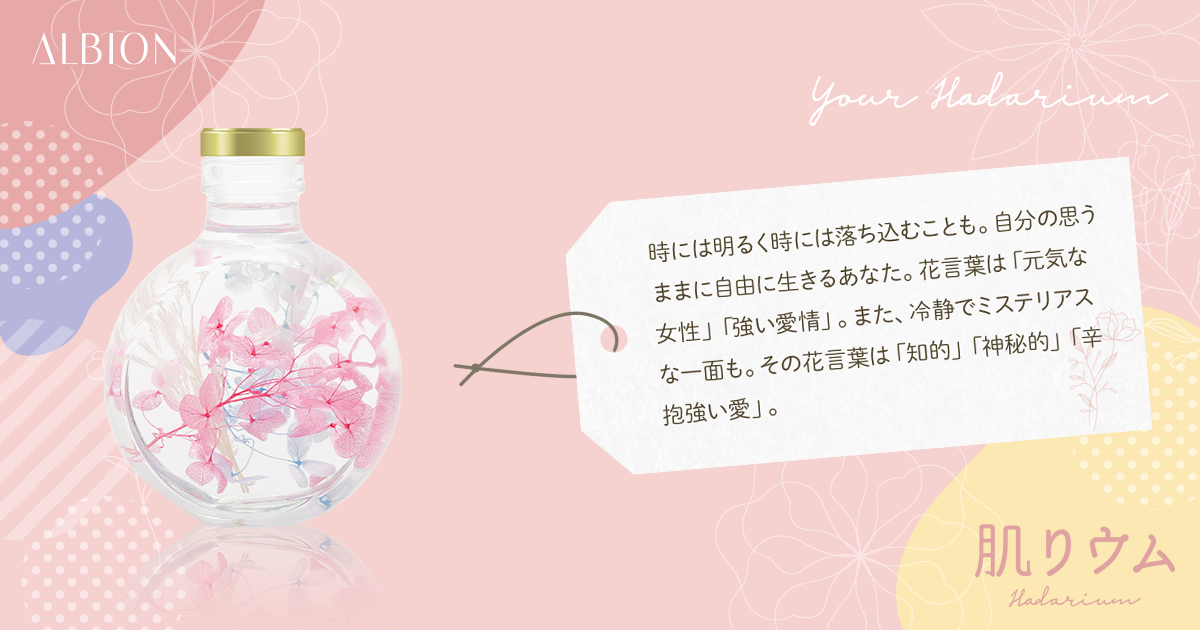 ALBION
Your Hadarium
時には明るく時には落ち込むことも。自分の思う
ままに自由に生きるあなた。花言葉は「元気な
女性」「強い愛情」。また、冷静でミステリアス
な一面も。その花言葉は「知的」「神秘的」「辛
抱強い愛」。
肌りウム
Hadarium